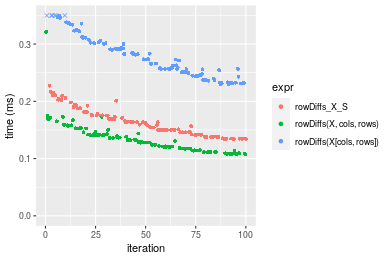 0.3
0.2
0.1
0.0
time (ms)
0
25
50
75
100
iteration
expr
rowDiffs_X_S
rowDiffs(X, cols, rows)
rowDiffs(X[cols, rows])